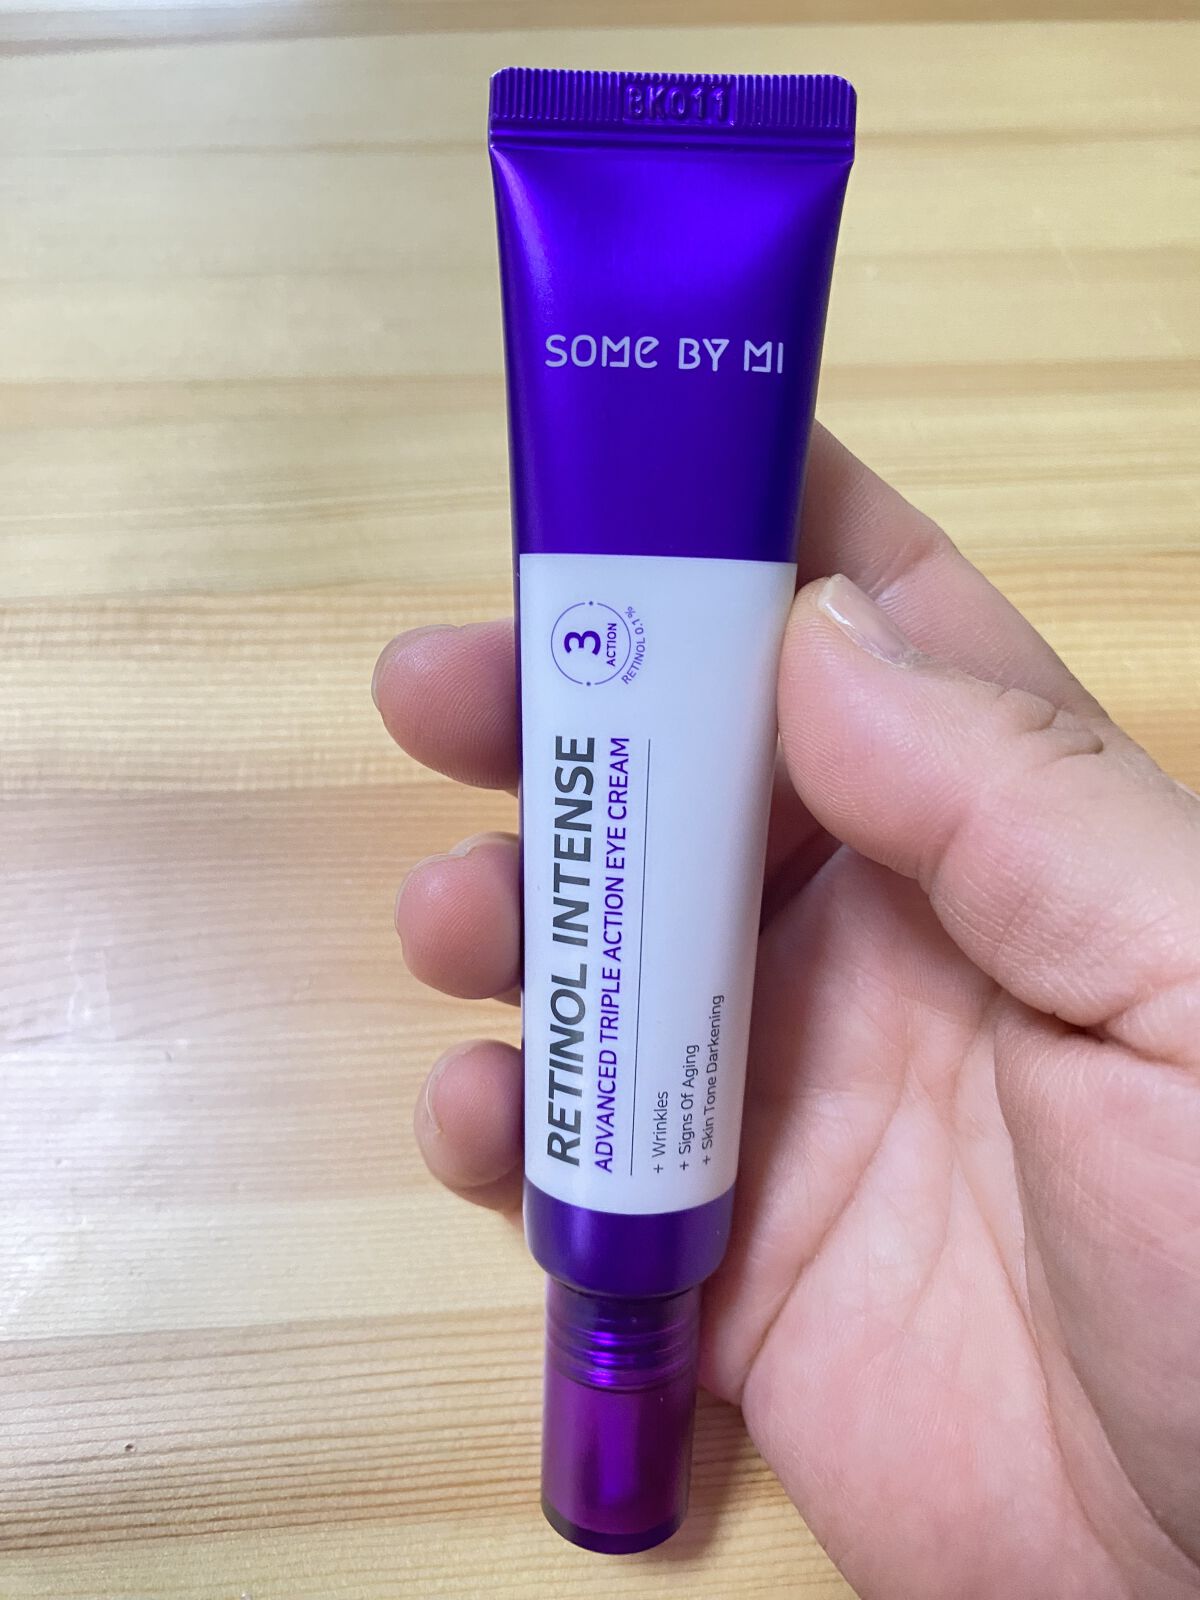 BK011
SOME BY MI
3
ACTION
RETINOL 0.1%
RETINOL INTENSE
ADVANCED TRIPLE ACTION EYE CREAM
+ Wrinkles
+ Signs Of Aging
+ Skin Tone Darkening